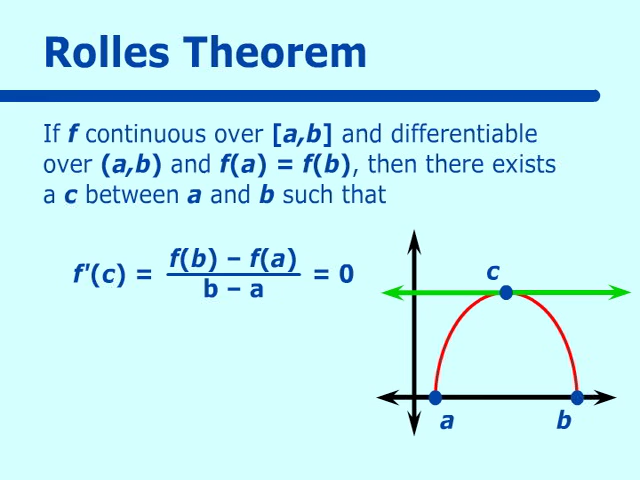 Rolles Theorem
If f continuous over [a,b] and differentiable
over (a,b) and f(a) = f(b), then there exists
a c between a and b such that
f'(c) = f(b) − f(a) / b − a = 0
c
a
b